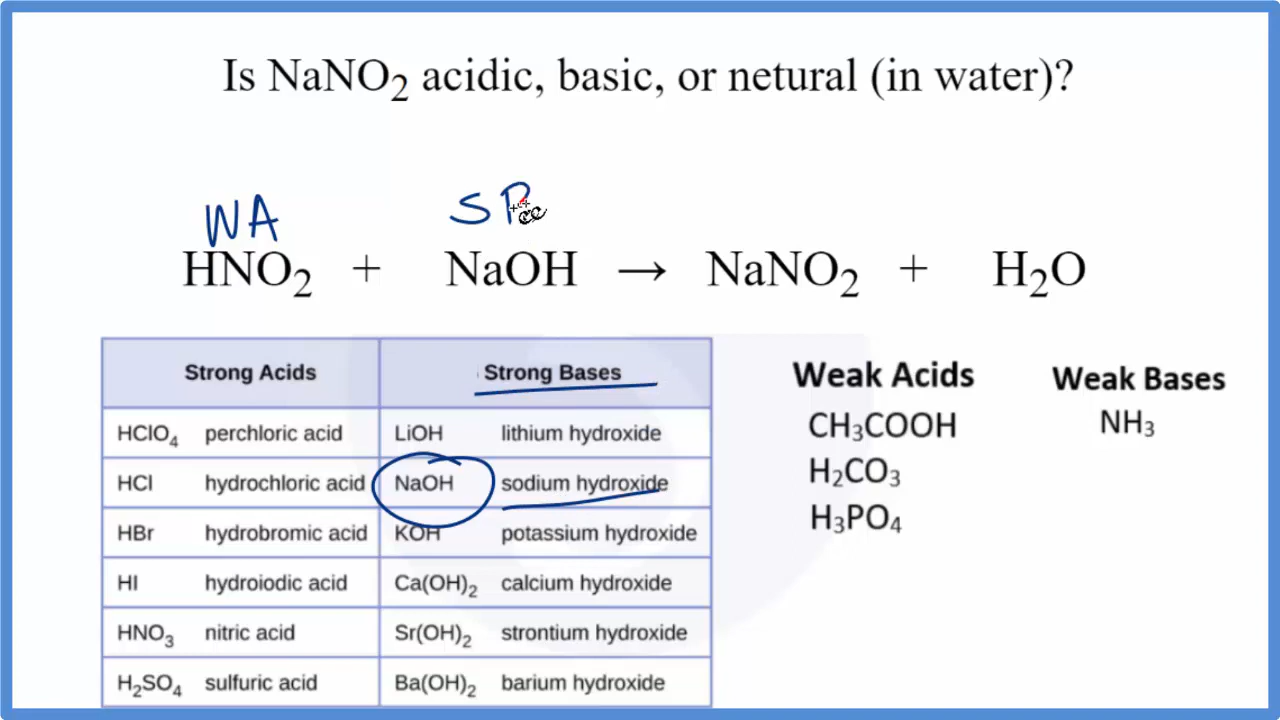 Is NaNO₂ acidic, basic, or netural (in water)?
WA S
HNO₂ + NaOH → NaNO₂ + H₂O
Strong Acids Strong Bases
HClO₄ perchloric acid LiOH lithium hydroxide
HCl hydrochloric acid NaOH sodium hydroxide
HBr hydrobromic acid KOH potassium hydroxide
HI hydroiodic acid Ca(OH)₂ calcium hydroxide
HNO₃ nitric acid Sr(OH)₂ strontium hydroxide
H₂SO₄ sulfuric acid Ba(OH)₂ barium hydroxide
Weak Acids
CH₃COOH
H₂CO₃
H₃PO₄
Weak Bases
NH₃